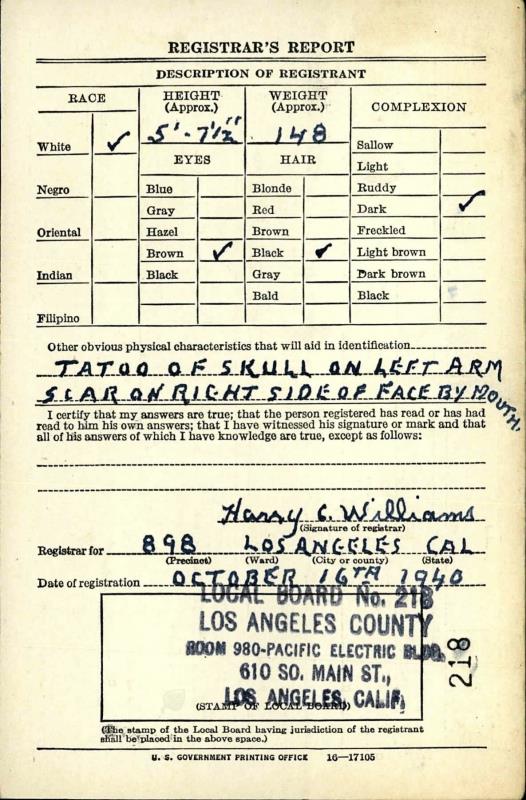 REGISTRAR'S REPORT
DESCRIPTION OF REGISTRANT
RACE
HEIGHT (Approx.)
WEIGHT (Approx.)
COMPLEXION
5' - 7 1/2"
148
White ✓
Negro
Oriental
Indian
Filipino
EYES
Blue
Gray
Hazel
Brown ✓
Black
HAIR
Blonde
Red
Brown
Black ✓
Gray
Bald
Sallow
Light
Ruddy
Dark ✓
Freckled
Light brown
Dark brown
Black
Other obvious physical characteristics that will aid in identification
TATOO OF SKULL ON LEFT ARM
SCAR ON RIGHT SIDE OF FACE BY MOUTH.
I certify that my answers are true; that the person registered has read or has had
read to him his own answers; that I have witnessed his signature or mark and that
all of his answers of which I have knowledge are true, except as follows:
Harry C. Williams
(Signature of registrar)
Registrar for 898 LOS ANGELES CAL
(Precinct) (Ward) (City or county) (State)
Date of registration OCTOBER 16TH 1940
LOCAL BOARD No. 218
LOS ANGELES COUNTY
ROOM 980-PACIFIC ELECTRIC BLDG.
610 SO. MAIN ST.,
LOS ANGELES, CALIF.
(STAMP OF LOCAL BOARD)
218
(The stamp of the Local Board having jurisdiction of the registrant
shall be placed in the above space.)
U. S. GOVERNMENT PRINTING OFFICE 16—17105